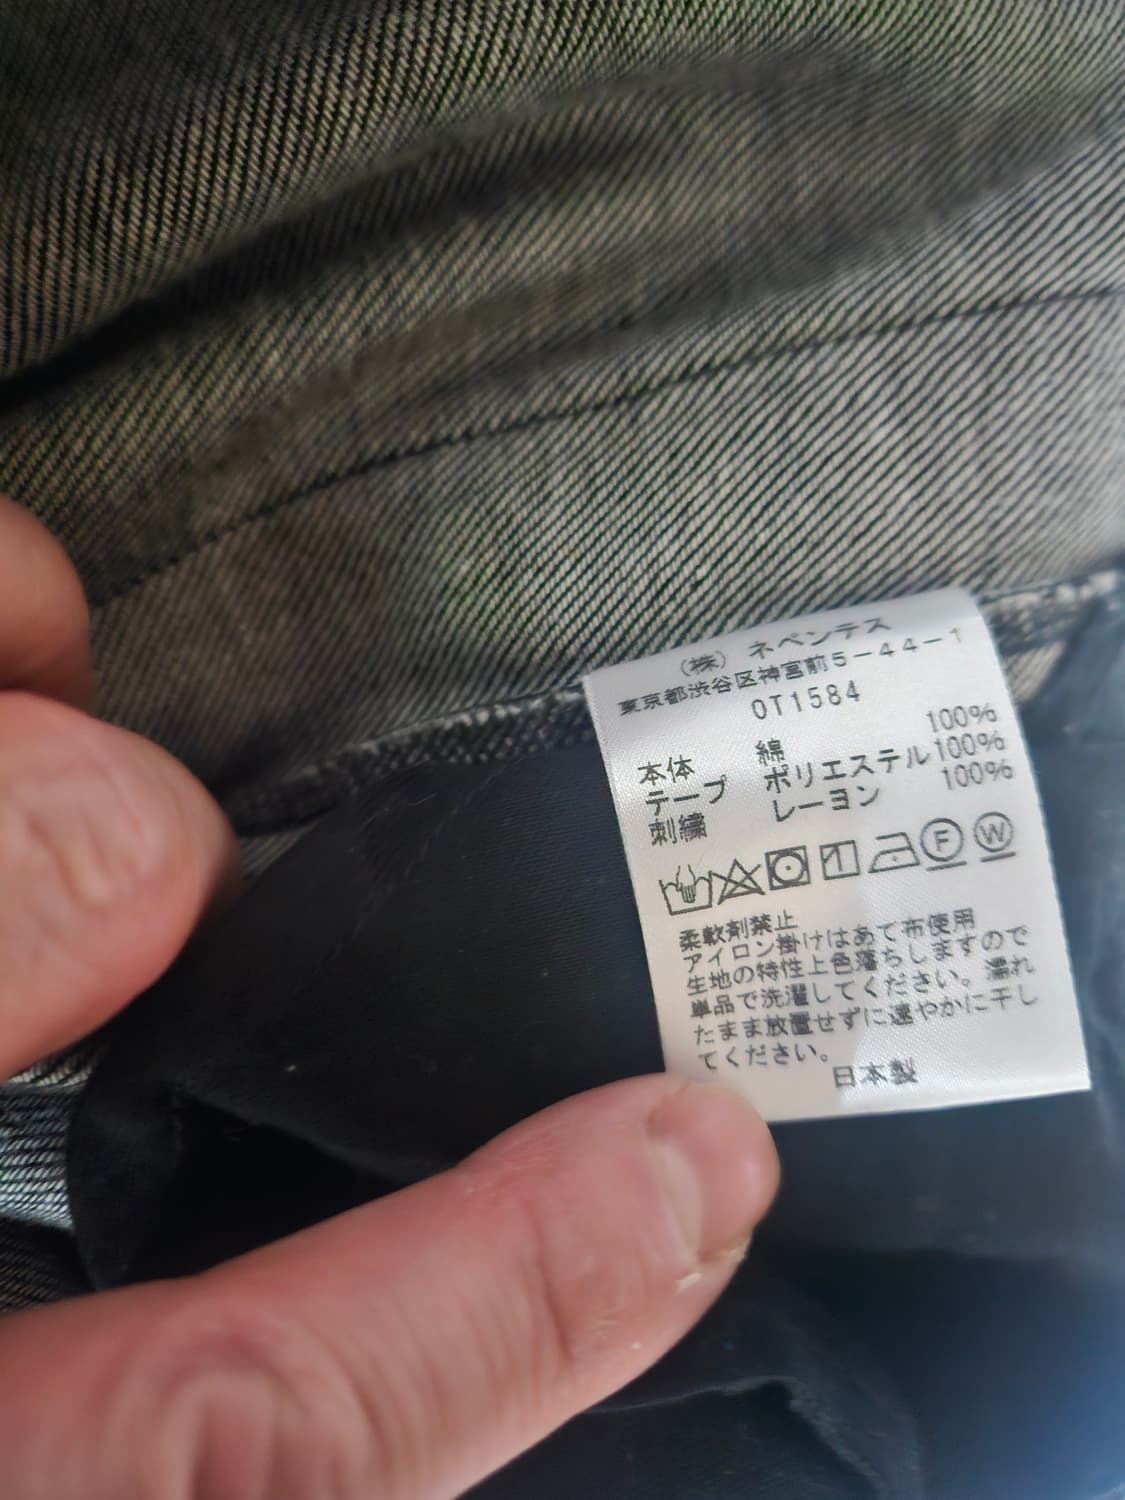 (株) ネペンテス
東京都渋谷区神宮前5-44-1
OT1584
本体 綿 100%
テープ ポリエステル 100%
刺繍 レーヨン 100%
F W
柔軟剤禁止
アイロン掛けはあて布使用
生地の特性上色落ちしますので
単品で洗濯してください。濡れ
たまま放置せずに速やかに干し
てください。
日本製